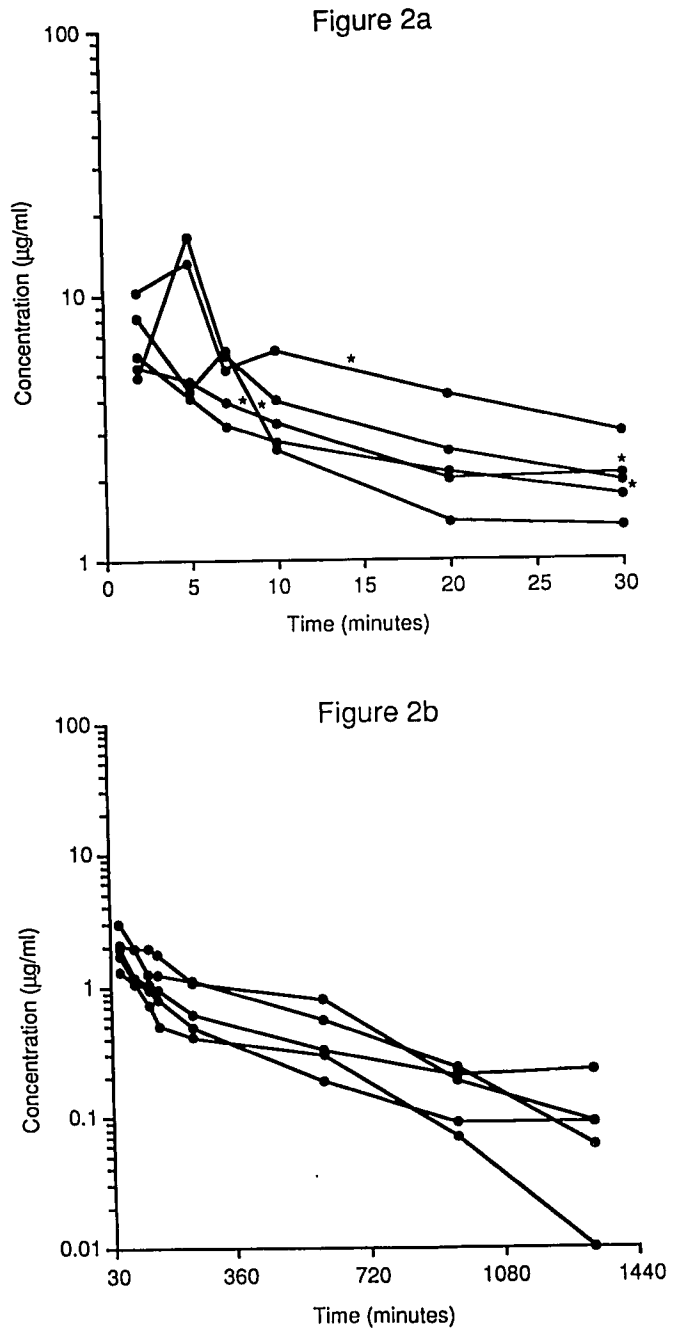 Figure 2a
100
10
1
Concentration (µg/ml)
* * * * *
0 5 10 15 20 25 30
Time (minutes)
Figure 2b
100
10
1
0.1
0.01
Concentration (µg/ml)
30 360 720 1080 1440
Time (minutes)